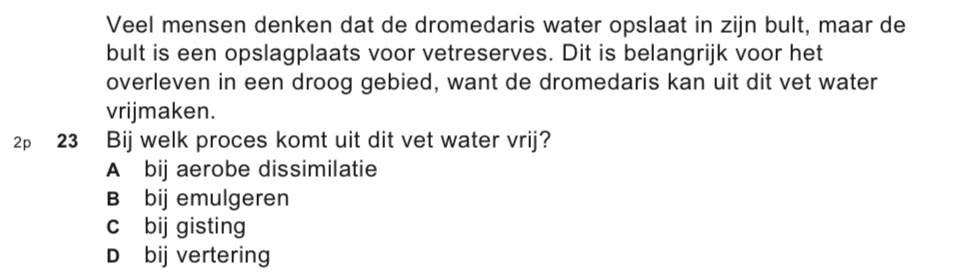 Veel mensen denken dat de dromedaris water opslaat in zijn bult, maar de
bult is een opslagplaats voor vetreserves. Dit is belangrijk voor het
overleven in een droog gebied, want de dromedaris kan uit dit vet water
vrijmaken.
2p 23 Bij welk proces komt uit dit vet water vrij?
A bij aerobe dissimilatie
B bij emulgeren
C bij gisting
D bij vertering